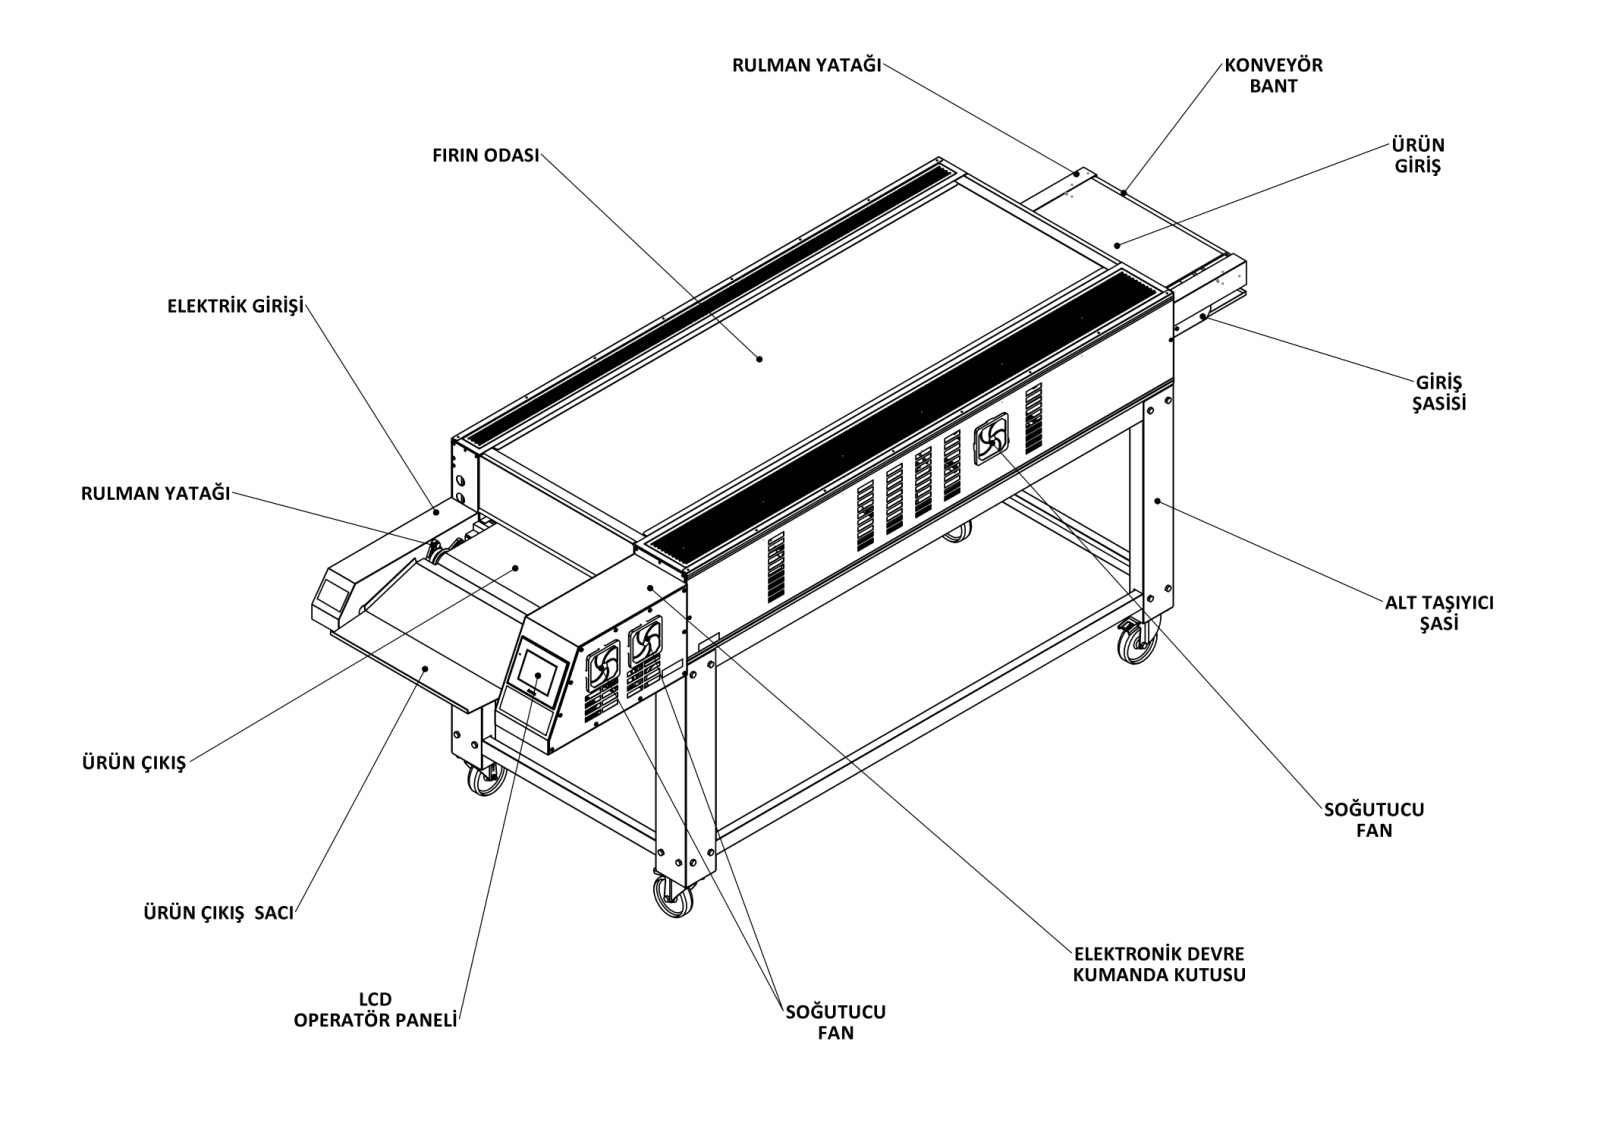 RULMAN YATAĞI
KONVEYÖR
BANT
FIRIN ODASI
ÜRÜN
GİRİŞ
ELEKTRİK GİRİŞİ
GİRİŞ
ŞASİSİ
RULMAN YATAĞI
ALT TAŞIYICI
ŞASİ
ÜRÜN ÇIKIŞ
SOĞUTUCU
FAN
ÜRÜN ÇIKIŞ SACI
ELEKTRONİK DEVRE
KUMANDA KUTUSU
LCD
OPERATÖR PANELİ
SOĞUTUCU
FAN